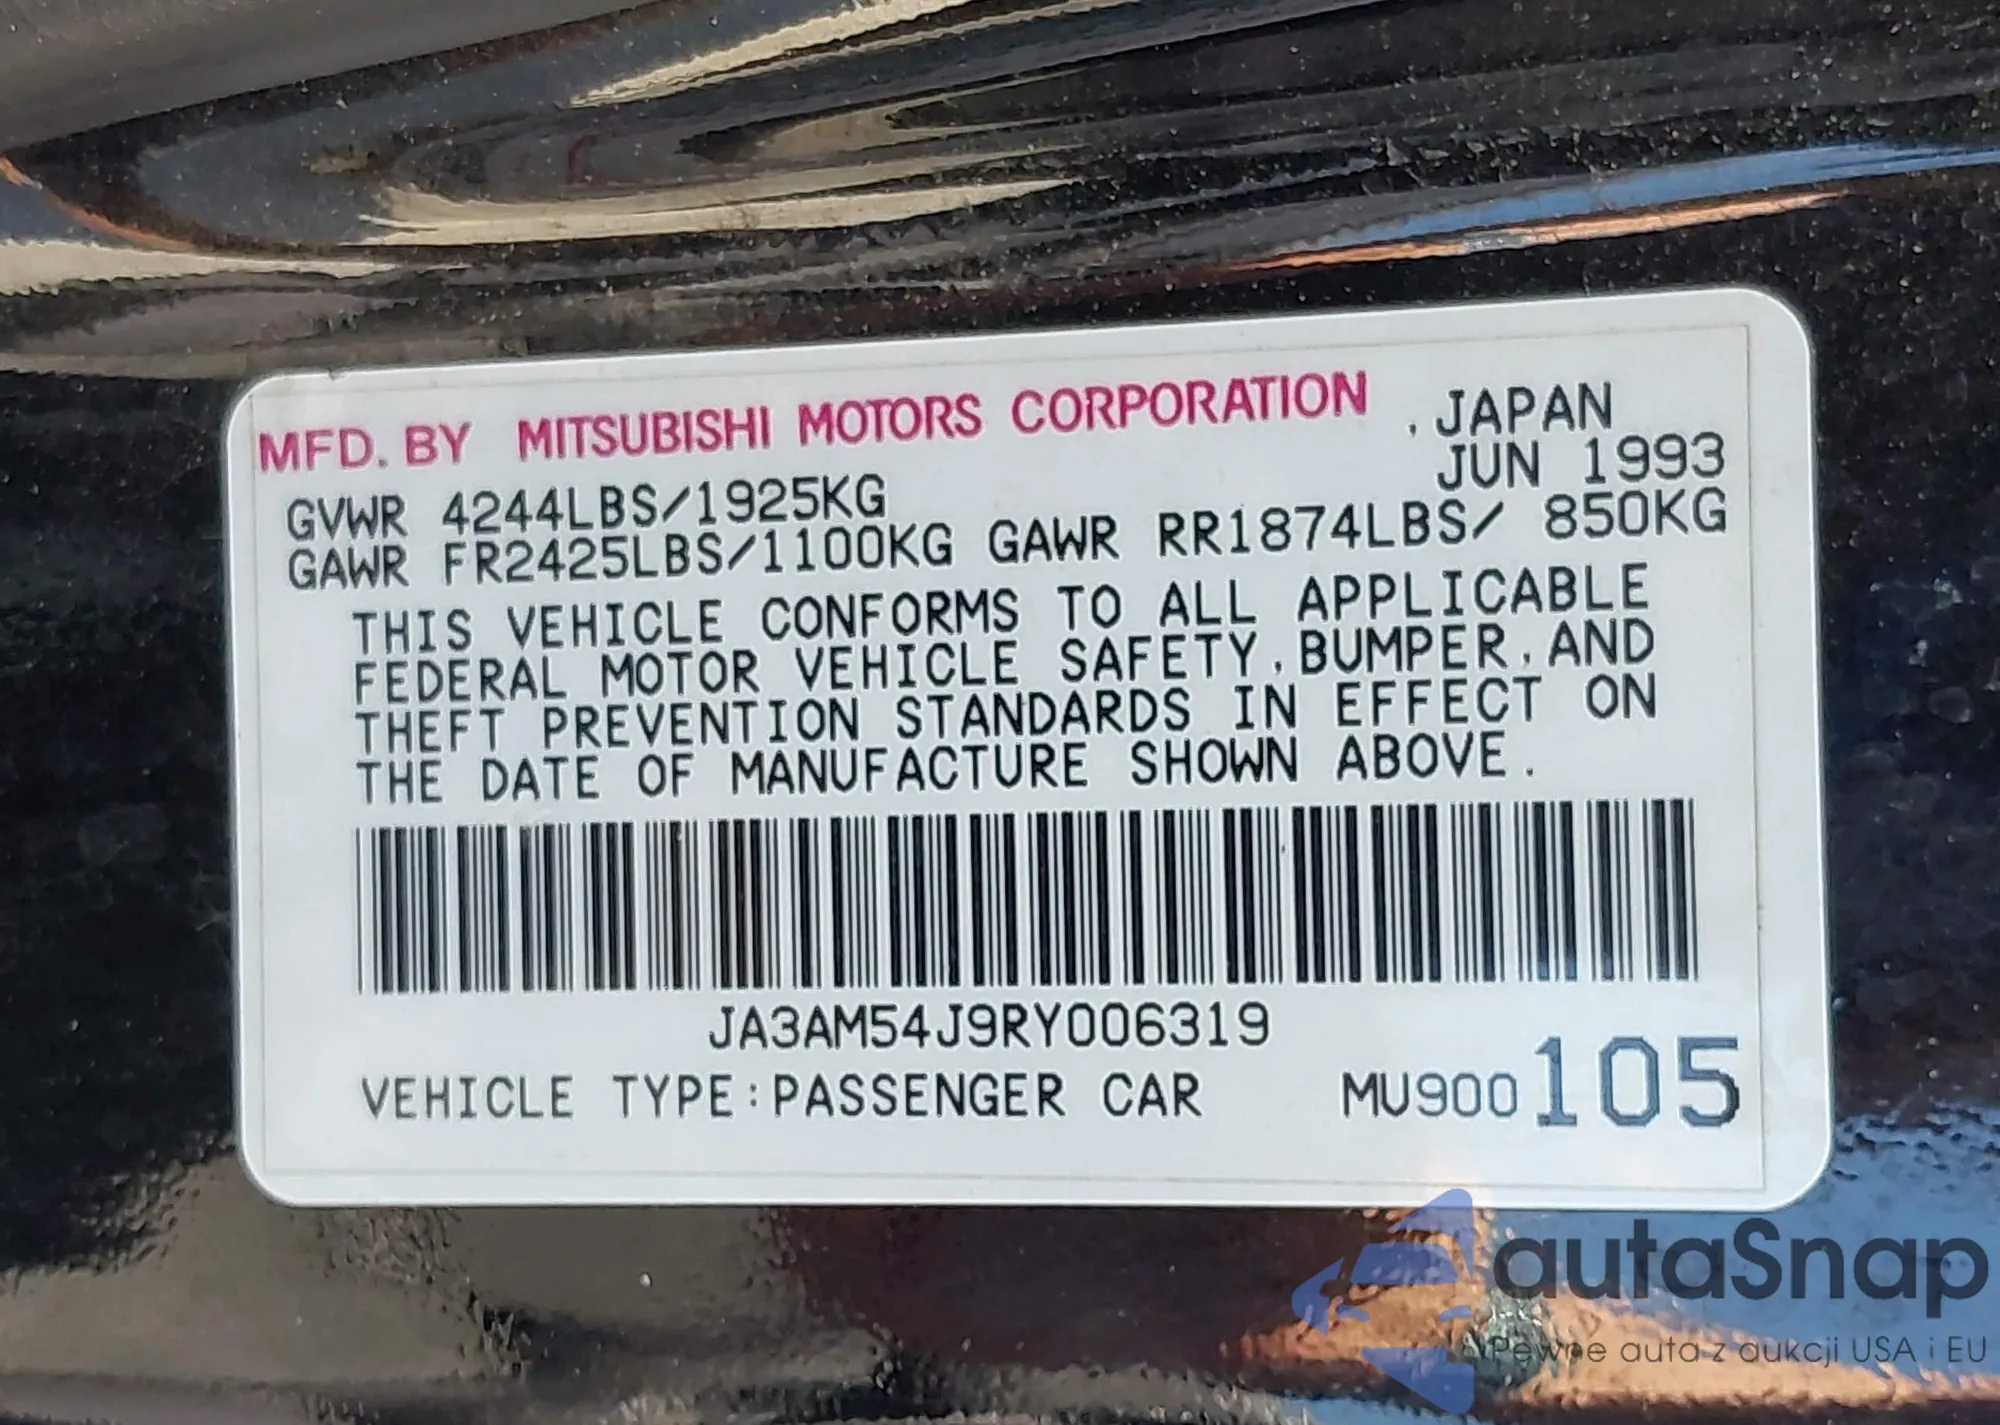 MFD. BY MITSUBISHI MOTORS CORPORATION , JAPAN
JUN 1993
GVWR 4244LBS/1925KG
GAWR FR2425LBS/1100KG GAWR RR1874LBS/ 850KG
THIS VEHICLE CONFORMS TO ALL APPLICABLE
FEDERAL MOTOR VEHICLE SAFETY, BUMPER, AND
THEFT PREVENTION STANDARDS IN EFFECT ON
THE DATE OF MANUFACTURE SHOWN ABOVE.
JA3AM54J9RY006319
VEHICLE TYPE:PASSENGER CAR MU900105
autaSnap
Pewne auta z aukcji USA i EU